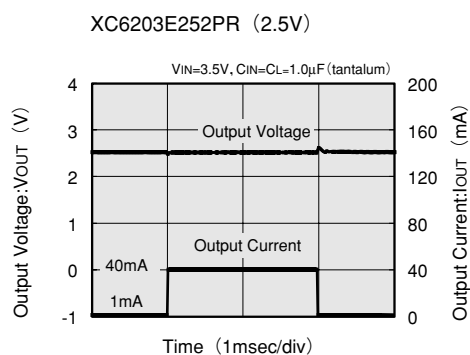 XC6203E252PR（2.5V）
VIN=3.5V, CIN=CL=1.0μF（tantalum）
Output Voltage:VOUT （V）
4
3
2
1
0
-1
Output Voltage
Output Current
40mA
1mA
200
160
120
80
40
0
Output Current:IOUT （mA）
Time （1msec/div）